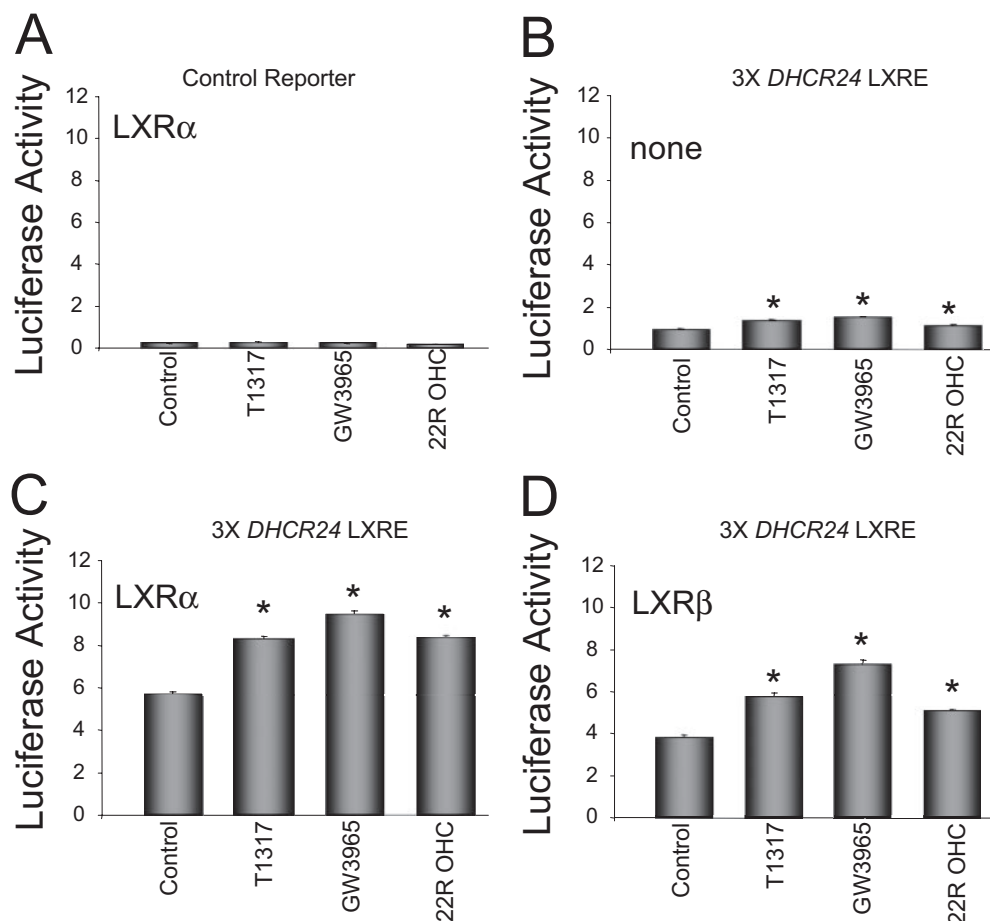 A
Control Reporter
Luciferase Activity
12
10
8
6
4
2
0
LXRα
Control
T1317
GW3965
22R OHC
B
3X DHCR24 LXRE
Luciferase Activity
12
10
8
6
4
2
0
none
*
*
*
Control
T1317
GW3965
22R OHC
C
3X DHCR24 LXRE
Luciferase Activity
12
10
8
6
4
2
0
LXRα
*
*
*
Control
T1317
GW3965
22R OHC
D
3X DHCR24 LXRE
Luciferase Activity
12
10
8
6
4
2
0
LXRβ
*
*
*
Control
T1317
GW3965
22R OHC